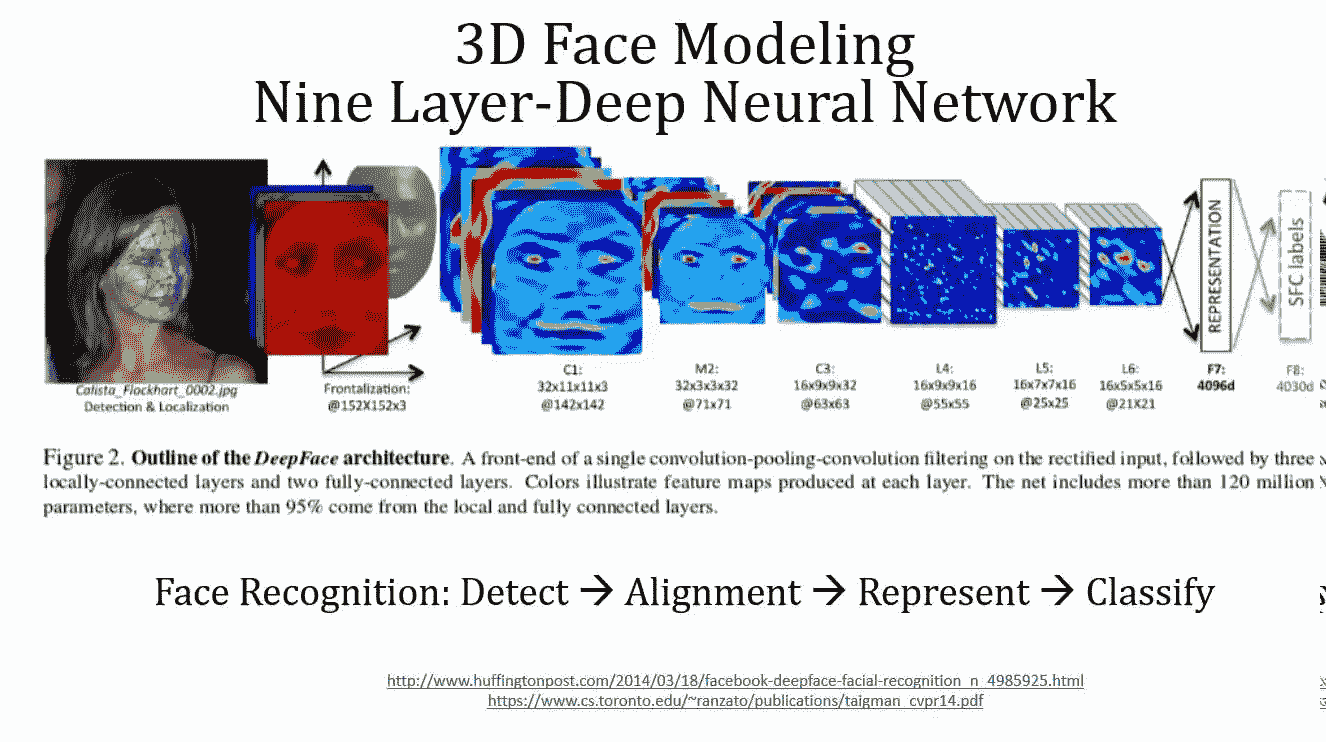 3D Face Modeling
Nine Layer-Deep Neural Network
REPRESENTATION
SFC labels
Calista_Flockhart_0002.jpg
Detection & Localization
Frontalization:
@152X152x3
C1:
32x11x11x3
@142x142
M2:
32x3x3x32
@71x71
C3:
16x9x9x32
@63x63
L4:
16x9x9x16
@55x55
L5:
16x7x7x16
@25x25
L6:
16x5x5x16
@21X21
F7:
4096d
F8:
4030d
Figure 2. Outline of the DeepFace architecture. A front-end of a single convolution-pooling-convolution filtering on the rectified input, followed by three
locally-connected layers and two fully-connected layers. Colors illustrate feature maps produced at each layer. The net includes more than 120 million
parameters, where more than 95% come from the local and fully connected layers.
Face Recognition: Detect → Alignment → Represent → Classify
http://www.huffingtonpost.com/2014/03/18/facebook-deepface-facial-recognition_n_4985925.html
https://www.cs.toronto.edu/~ranzato/publications/taigman_cvpr14.pdf